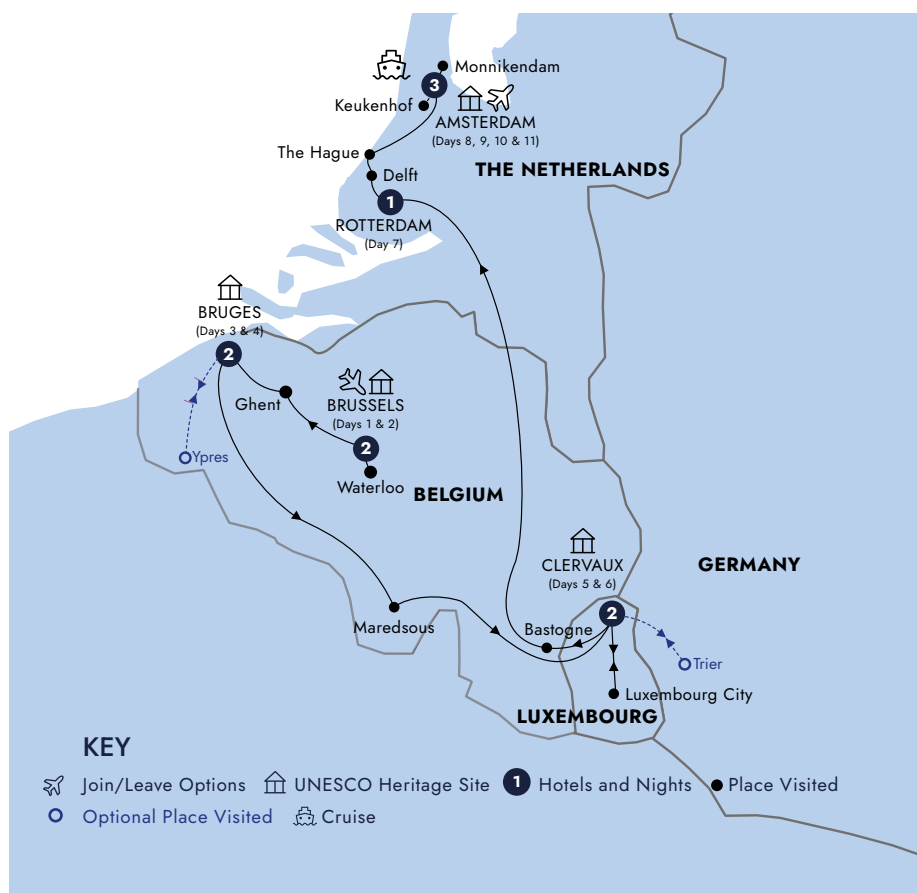 Monnikendam
3
Keukenhof
AMSTERDAM
(Days 8, 9, 10 & 11)
The Hague
THE NETHERLANDS
Delft
1
ROTTERDAM
(Day 7)
BRUGES
(Days 3 & 4)
2
Ghent
BRUSSELS
(Days 1 & 2)
2
Ypres
Waterloo
BELGIUM
CLERVAUX
(Days 5 & 6)
GERMANY
2
Maredsous
Bastogne
Trier
Luxembourg City
LUXEMBOURG
KEY
Join/Leave Options UNESCO Heritage Site 1 Hotels and Nights Place Visited
Optional Place Visited Cruise